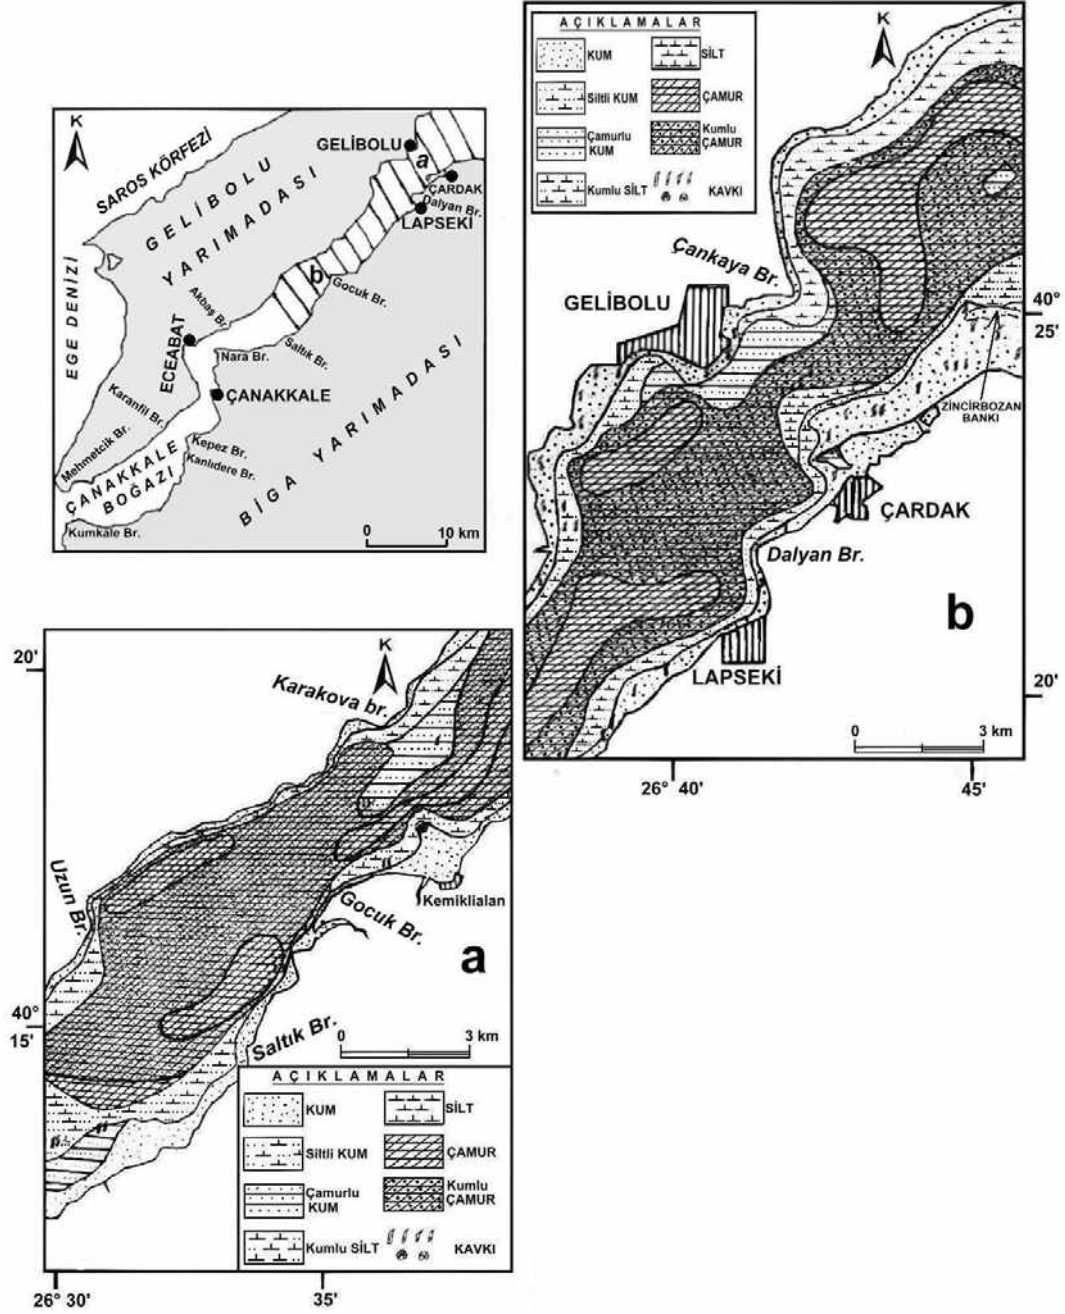 K
SAROS KÖRFEZİ
GELİBOLU
YARIMADASI
GELİBOLU
a
ÇARDAK
Dalyan Br.
LAPSEKİ
b
Gocuk Br.
EGE DENİZİ
Akbaş Br.
ECEABAT
Nara Br.
Saltık Br.
ÇANAKKALE
Karanfil Br.
Mehmetcik Br.
Kepez Br.
Kanlıdere Br.
ÇANAKKALE
BOĞAZI
BİGA YARIMADASI
Kumkale Br.
0 10 km
AÇIKLAMALAR
KUM
SİLT
Siltli KUM
ÇAMUR
Çamurlu
KUM
Kumlu
ÇAMUR
Kumlu SİLT
KAVKI
K
Çankaya Br.
GELİBOLU
40°
25'
ZİNCİRBOZAN
BANKI
ÇARDAK
Dalyan Br.
b
LAPSEKİ
20'
0 3 km
26° 40'
45'
20'
K
Karakova br.
Uzun Br.
Gocuk Br.
Kemiklialan
a
40°
15'
Saltık Br.
0 3 km
AÇIKLAMALAR
KUM
SİLT
Siltli KUM
ÇAMUR
Çamurlu
KUM
Kumlu
ÇAMUR
Kumlu SİLT
KAVKI
26° 30'
35'